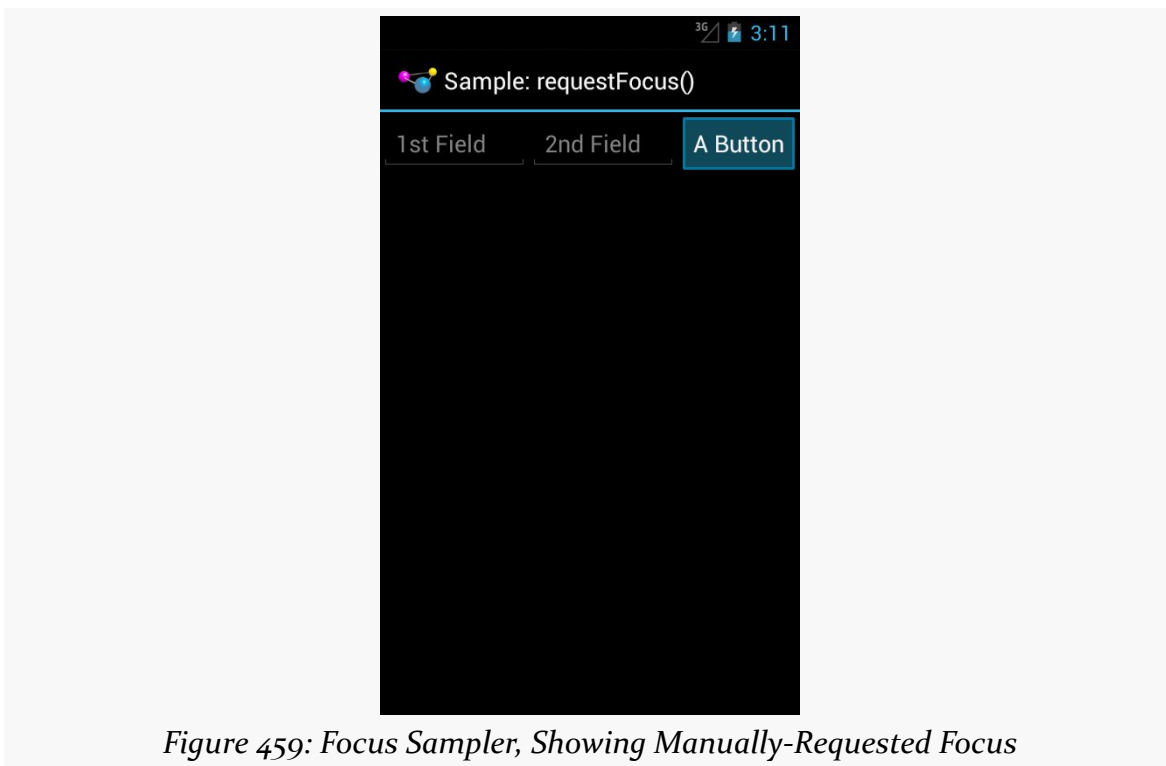 3G 3:11
Sample: requestFocus()
1st Field 2nd Field A Button
Figure 459: Focus Sampler, Showing Manually-Requested Focus